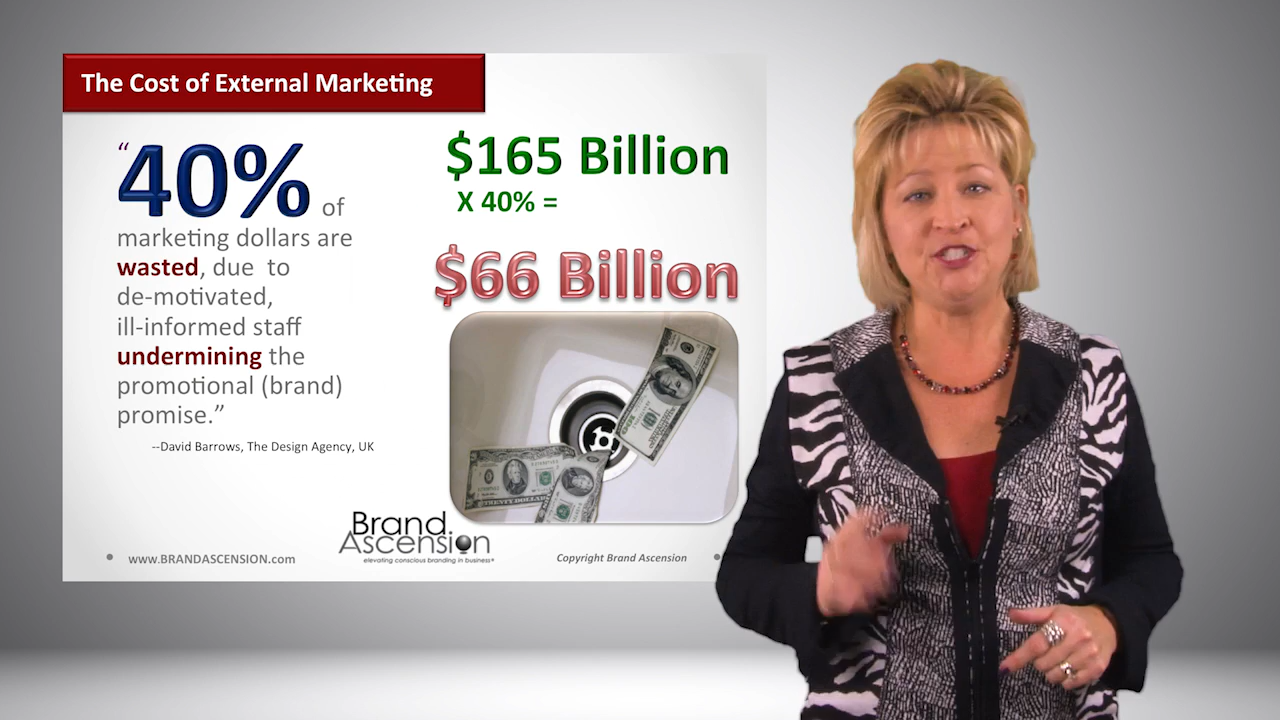 The Cost of External Marketing
“40% of
marketing dollars are
wasted, due to
de-motivated,
ill-informed staff
undermining the
promotional (brand)
promise.”
--David Barrows, The Design Agency, UK
$165 Billion
X 40% =
$66 Billion
TWENTY DOLLARS
Brand
Ascension
elevating conscious branding in business
www.BRANDASCENSION.com
Copyright Brand Ascension